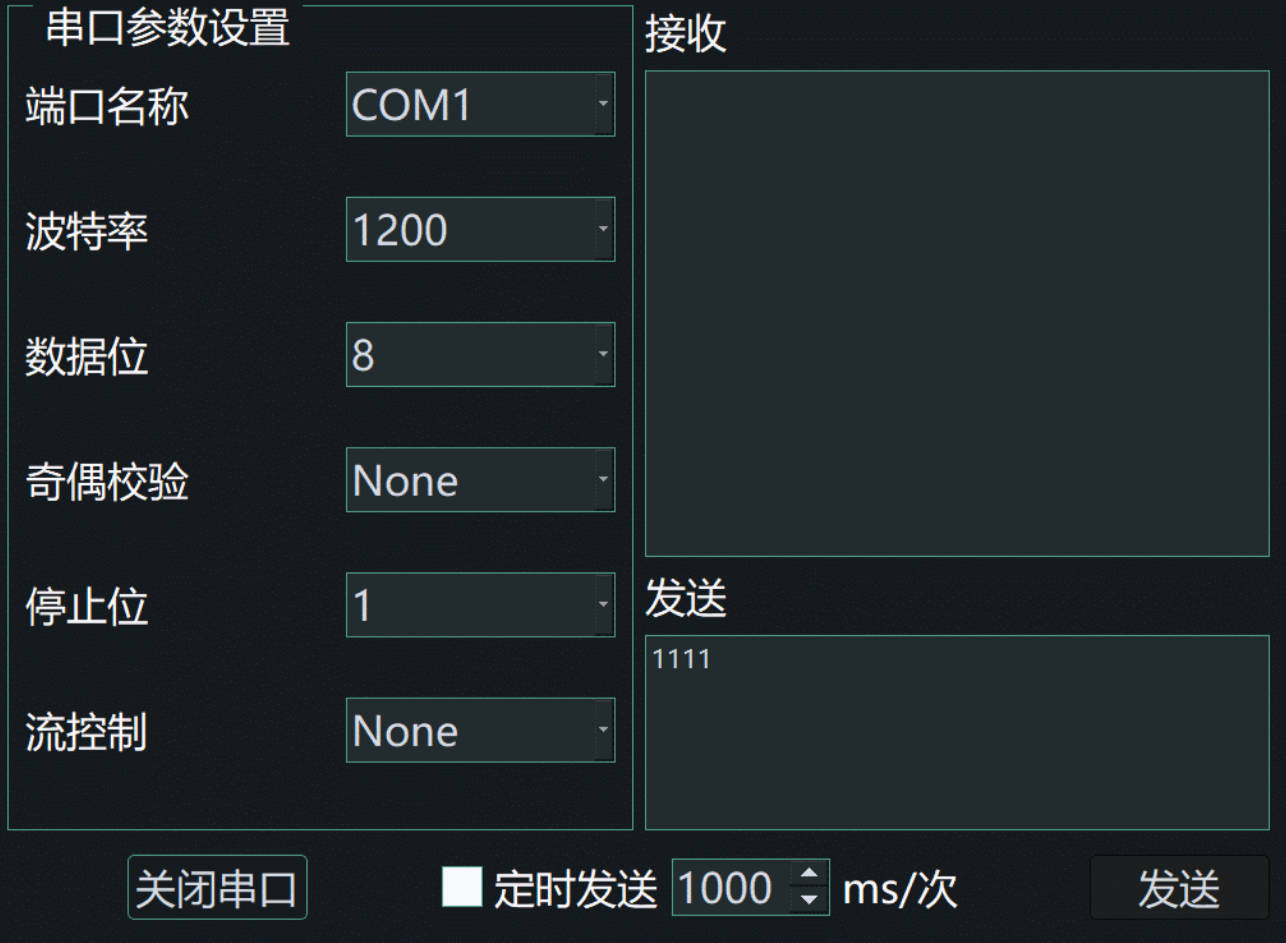 串口参数设置
端口名称 COM1
波特率 1200
数据位 8
奇偶校验 None
停止位 1
流控制 None
接收
发送
1111
关闭串口
定时发送 1000 ms/次
发送